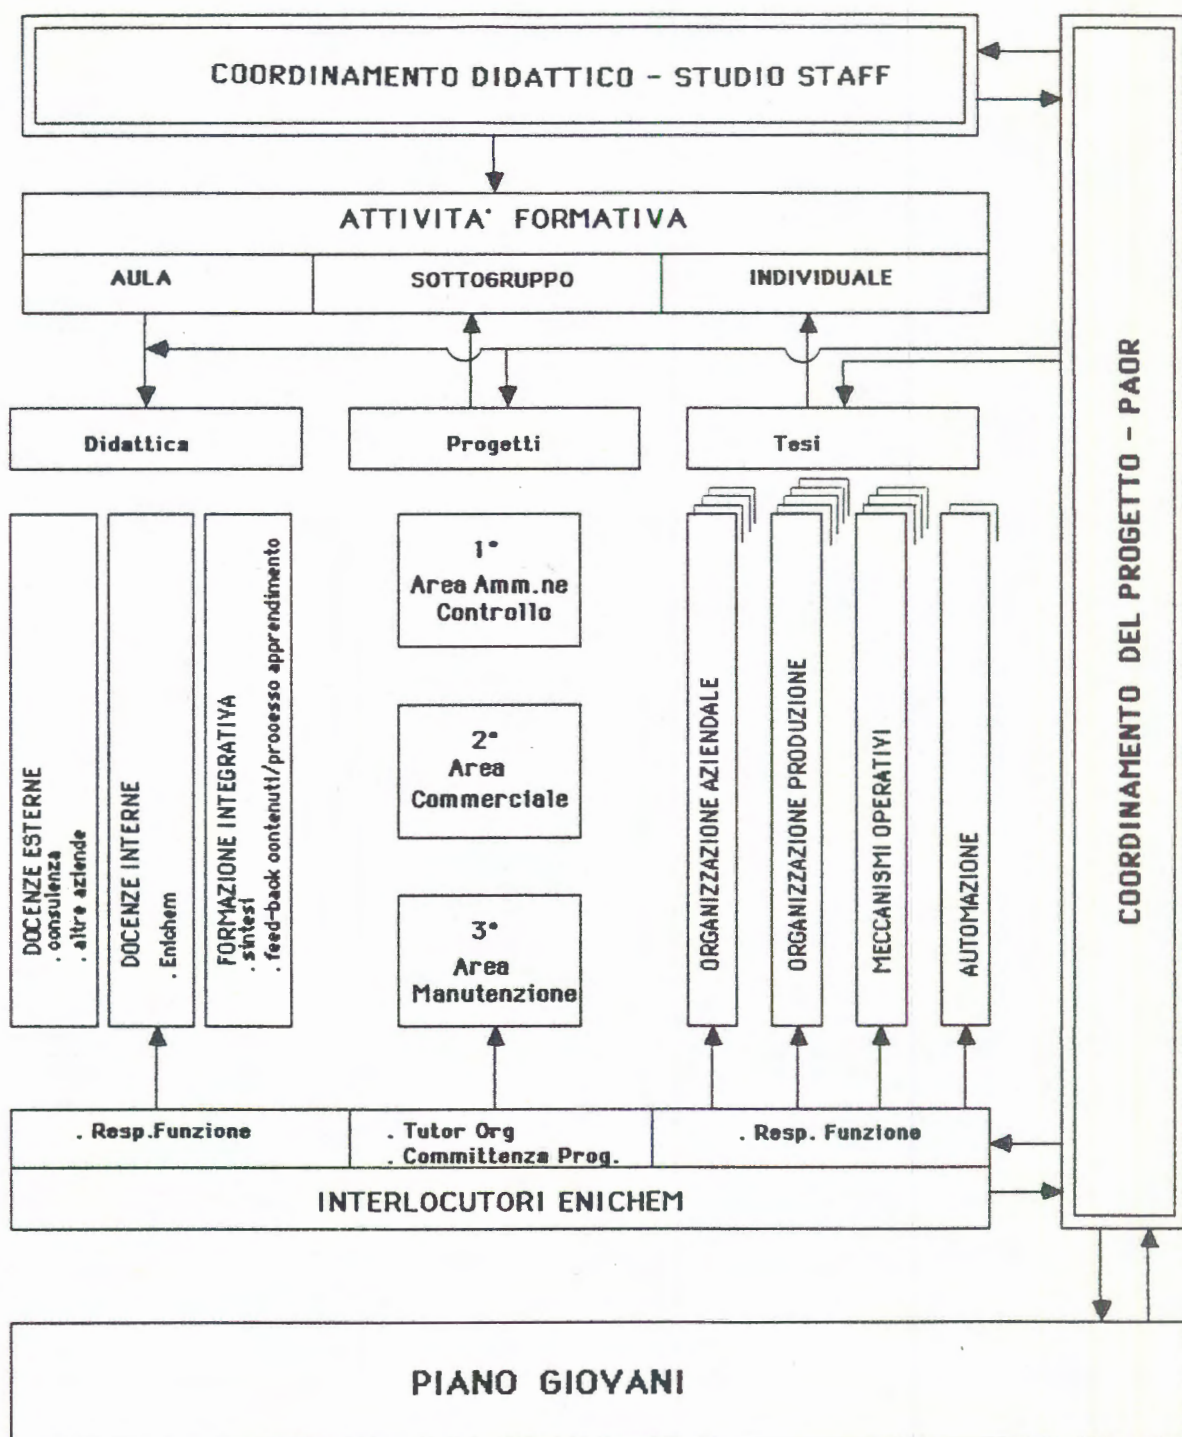 COORDINAMENTO DIDATTICO - STUDIO STAFF
ATTIVITA' FORMATIVA
AULA
SOTTOGRUPPO
INDIVIDUALE
Didattica
Progetti
Tesi
DOCENZE ESTERNE
. consulenza
. altre aziende
DOCENZE INTERNE
. Enichem
FORMAZIONE INTEGRATIVA
. sintesi
. feed-back contenuti/processo apprendimento
1°
Area Amm.ne
Controllo
2°
Area
Commerciale
3°
Area
Manutenzione
ORGANIZZAZIONE AZIENDALE
ORGANIZZAZIONE PRODUZIONE
MECCANISMI OPERATIVI
AUTOMAZIONE
. Resp.Funzione
. Tutor Org
. Committenza Prog.
. Resp. Funzione
INTERLOCUTORI ENICHEM
COORDINAMENTO DEL PROGETTO - PAOR
PIANO GIOVANI